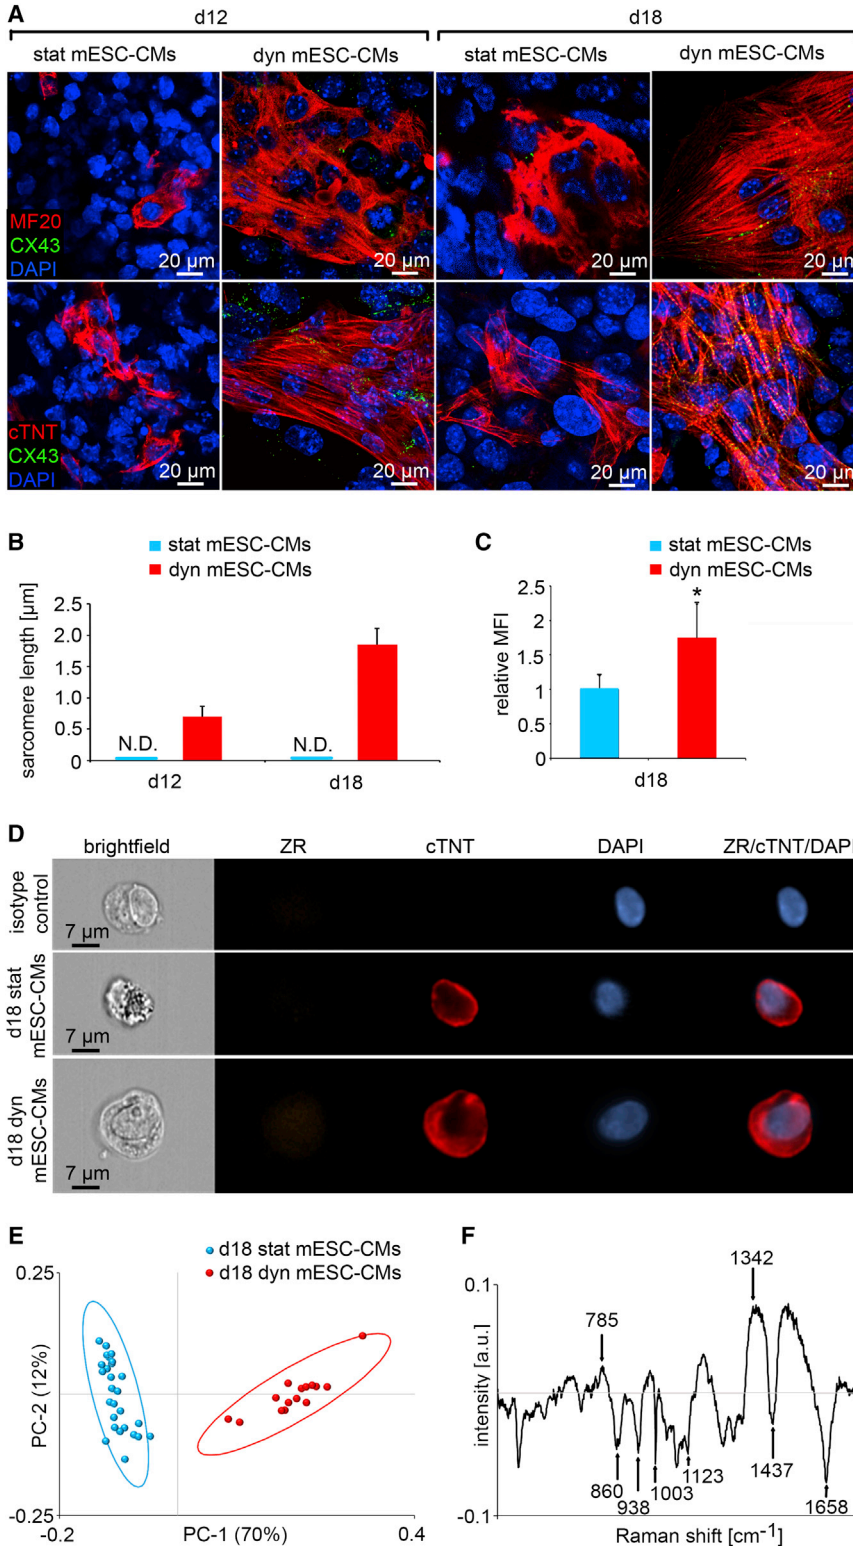 A
d12
d18
stat mESC-CMs
dyn mESC-CMs
stat mESC-CMs
dyn mESC-CMs
MF20
CX43
DAPI
20 µm
20 µm
20 µm
20 µm
cTNT
CX43
DAPI
20 µm
20 µm
20 µm
20 µm
B
stat mESC-CMs
dyn mESC-CMs
sarcomere length [µm]
2.5
2.0
1.5
1.0
0.5
0
N.D.
N.D.
d12
d18
C
stat mESC-CMs
dyn mESC-CMs
relative MFI
2.5
2
1.5
1
0.5
0
*
d18
D
brightfield
ZR
cTNT
DAPI
ZR/cTNT/DAPI
isotype
control
7 µm
d18 stat
mESC-CMs
7 µm
d18 dyn
mESC-CMs
7 µm
E
d18 stat mESC-CMs
d18 dyn mESC-CMs
0.25
PC-2 (12%)
-0.25
-0.2
PC-1 (70%)
0.4
F
0.1
intensity [a.u.]
-0.1
785
1342
860
938
1003
1123
1437
1658
Raman shift [cm-1]